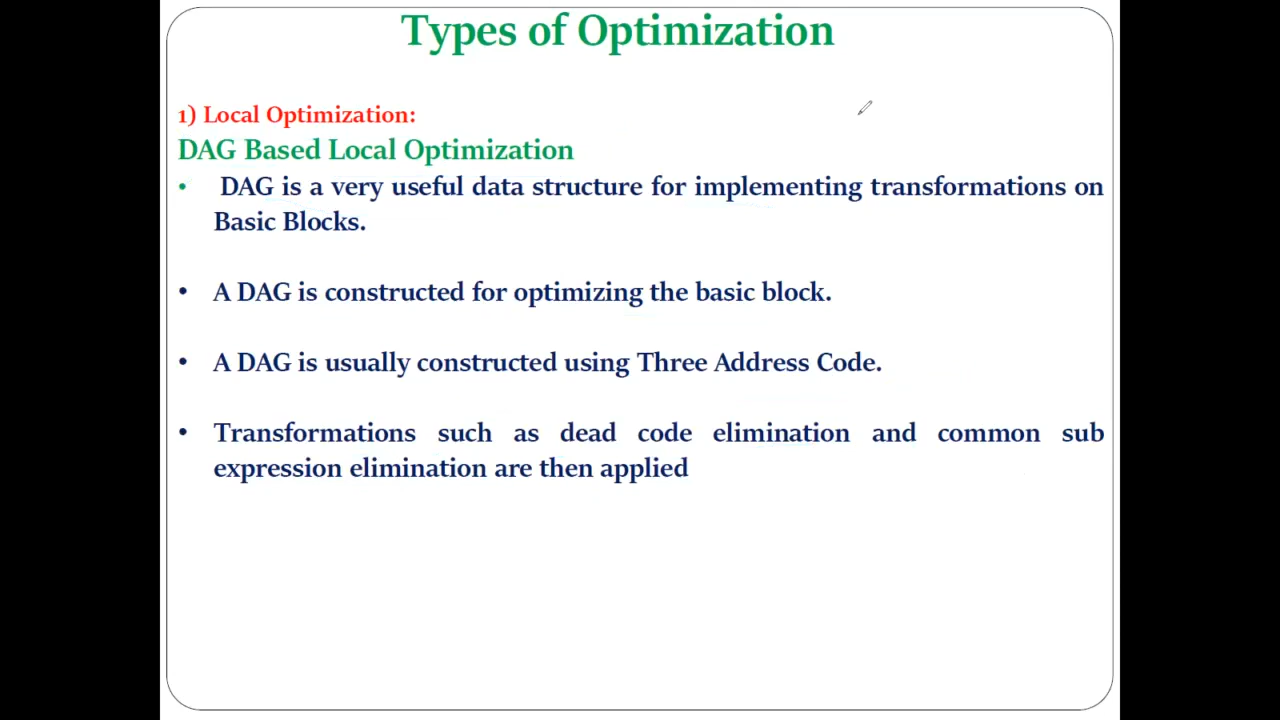 Types of Optimization
1) Local Optimization:
DAG Based Local Optimization
• DAG is a very useful data structure for implementing transformations on
Basic Blocks.
• A DAG is constructed for optimizing the basic block.
• A DAG is usually constructed using Three Address Code.
• Transformations such as dead code elimination and common sub
expression elimination are then applied